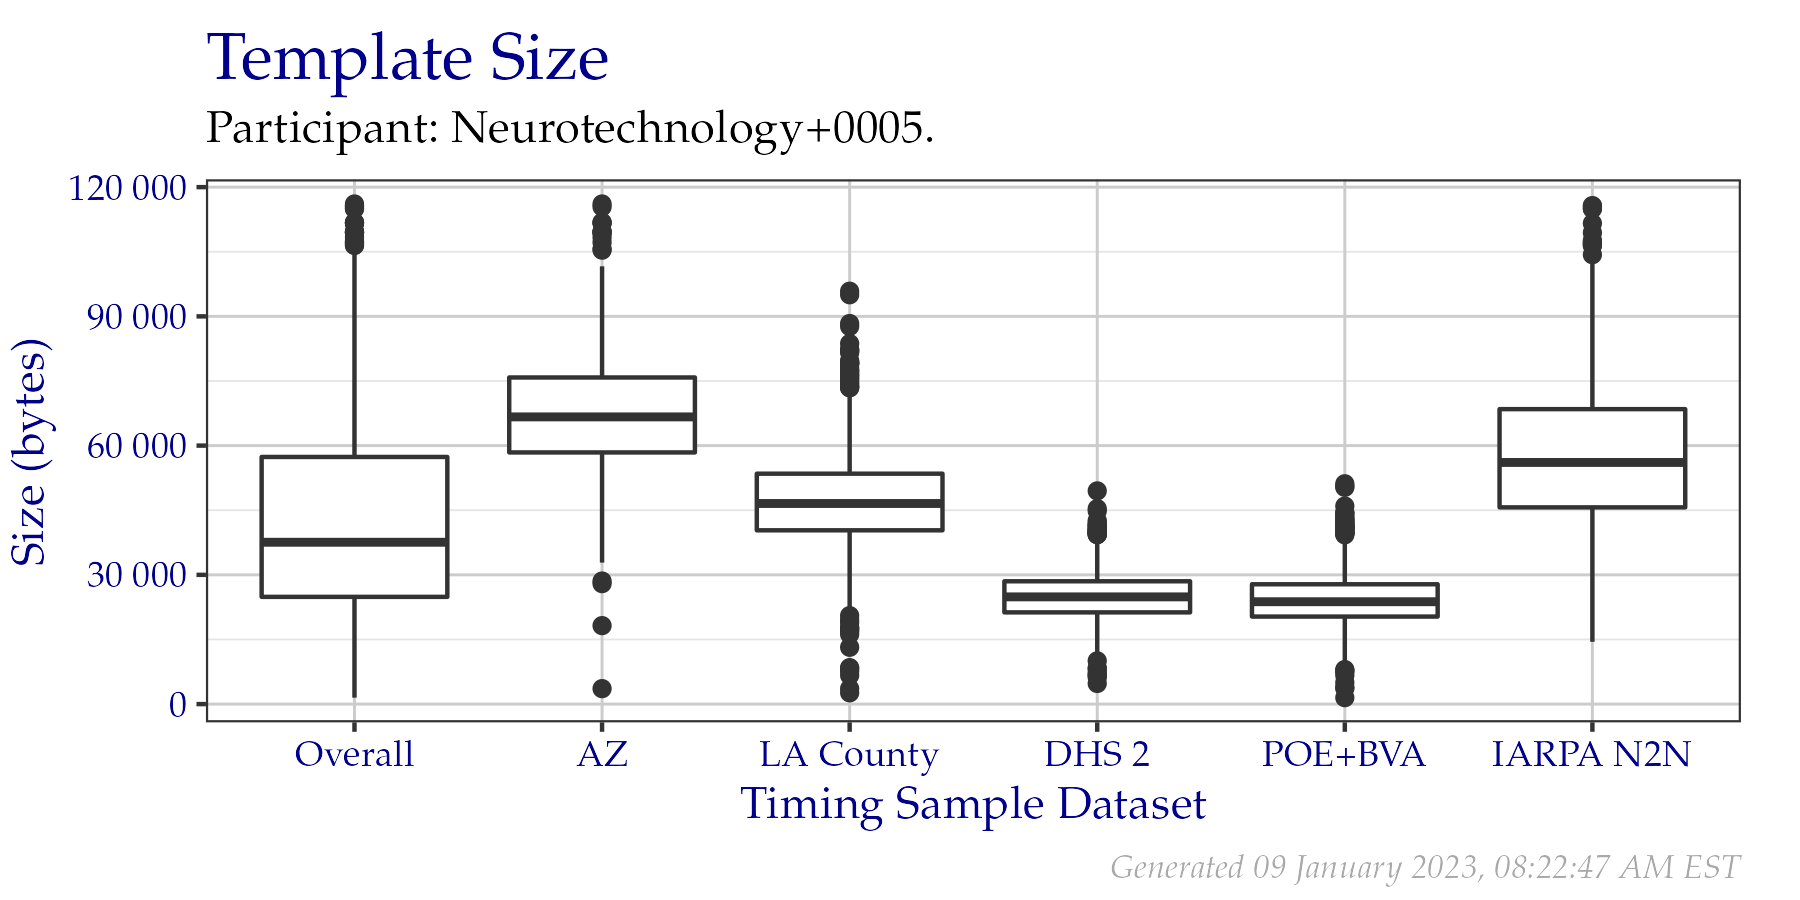 Template Size
Participant: Neurotechnology+0005.
120 000
90 000
60 000
30 000
0
Size (bytes)
Overall AZ LA County DHS 2 POE+BVA IARPA N2N
Timing Sample Dataset
Generated 09 January 2023, 08:22:47 AM EST